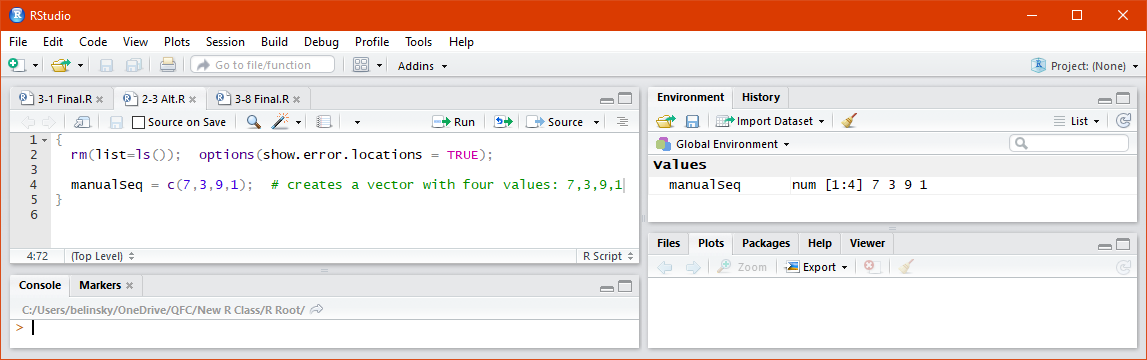 RStudio
File Edit Code View Plots Session Build Debug Profile Tools Help
Go to file/function Addins Project: (None)
3-1 Final.R 2-3 Alt.R 3-8 Final.R
Source on Save Run Source
1 {
2 rm(list=ls()); options(show.error.locations = TRUE);
3
4 manualSeq = c(7,3,9,1); # creates a vector with four values: 7,3,9,1
5 }
6
4:72 (Top Level) R Script
Console Markers
C:/Users/belinsky/OneDrive/QFC/New R Class/R Root/
>
Environment History
Import Dataset List
Global Environment
Values
manualSeq num [1:4] 7 3 9 1
Files Plots Packages Help Viewer
Zoom Export